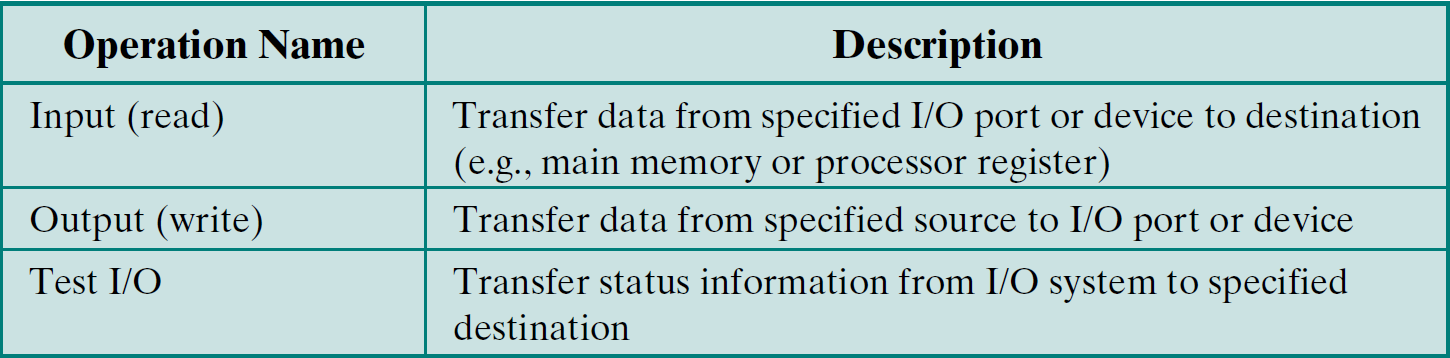 Operation Name Description
Input (read) Transfer data from specified I/O port or device to destination
(e.g., main memory or processor register)
Output (write) Transfer data from specified source to I/O port or device
Test I/O Transfer status information from I/O system to specified
destination